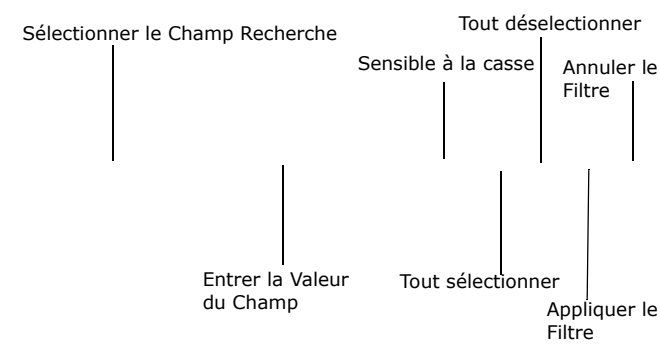 Tout déselectionner
Sélectionner le Champ Recherche
Sensible à la casse
Annuler le
Filtre
Entrer la Valeur
du Champ
Tout sélectionner
Appliquer le
Filtre